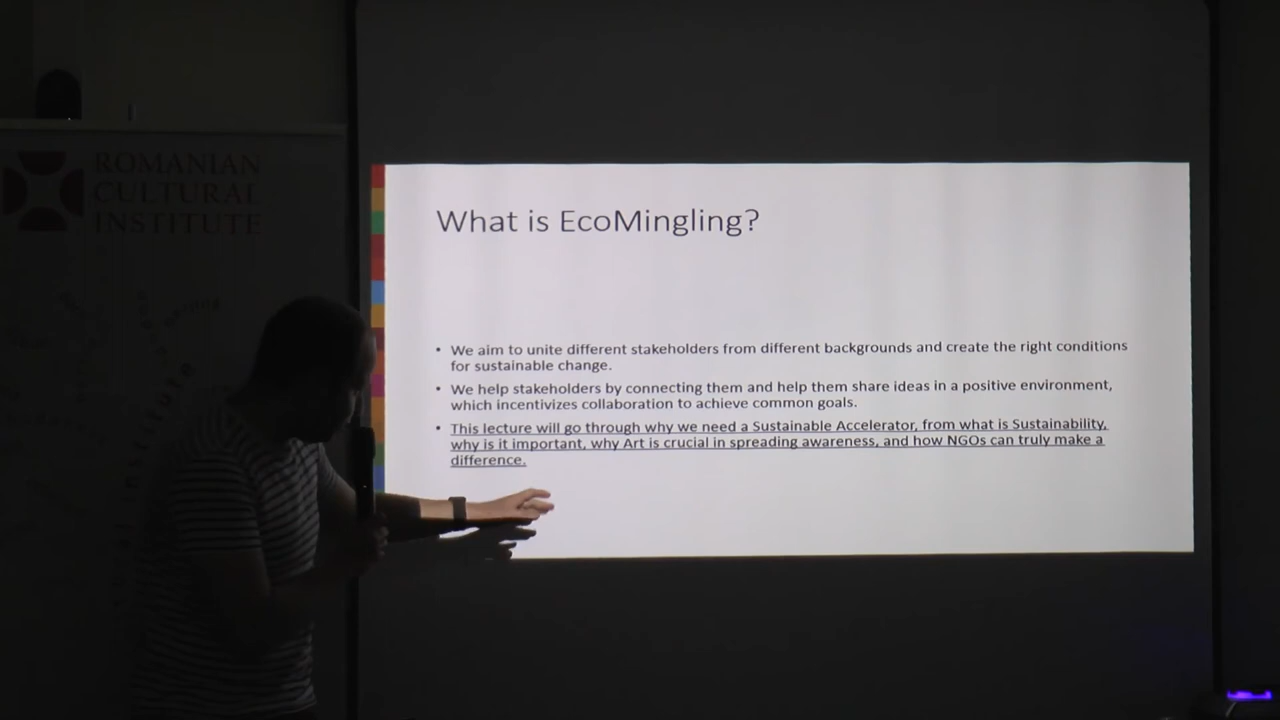 ROMANIAN
CULTURAL
INSTITUTE
What is EcoMingling?
• We aim to unite different stakeholders from different backgrounds and create the right conditions
for sustainable change.
• We help stakeholders by connecting them and help them share ideas in a positive environment,
which incentivizes collaboration to achieve common goals.
• This lecture will go through why we need a Sustainable Accelerator, from what is Sustainability,
why is it important, why Art is crucial in spreading awareness, and how NGOs can truly make a
difference.